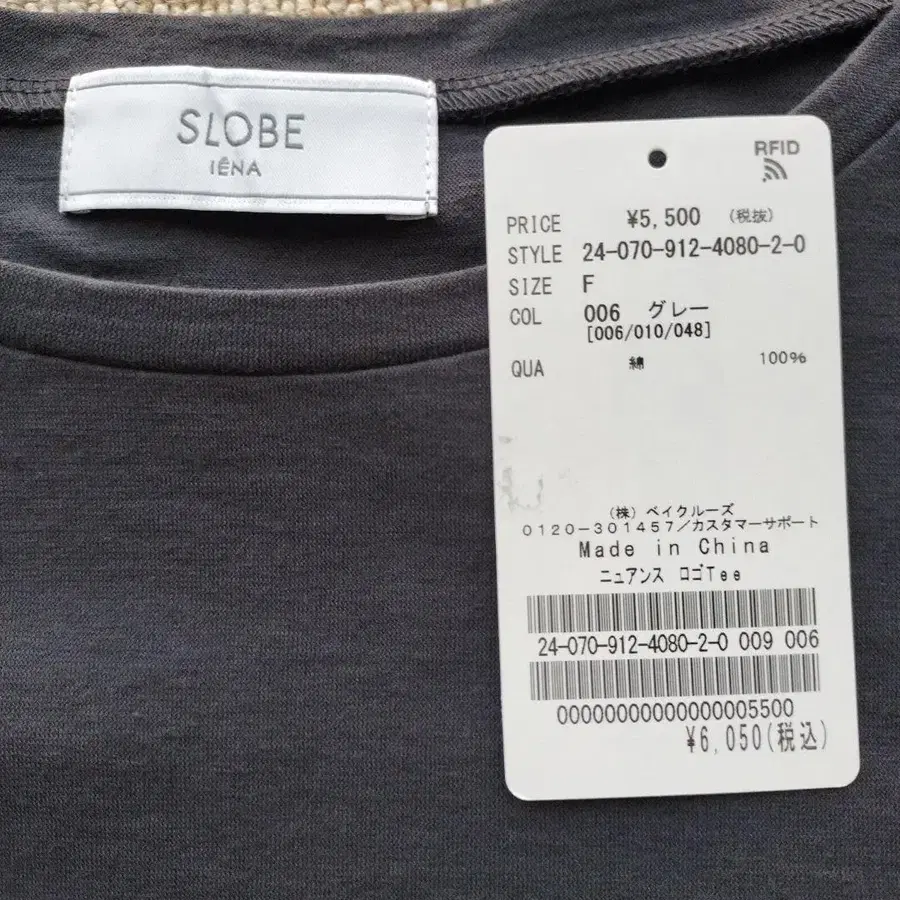 SLOBE
IÉNA
RFID
PRICE ¥5,500 (税抜)
STYLE 24-070-912-4080-2-0
SIZE F
COL 006 グレー
[006/010/048]
QUA 綿 100%
(株) ベイクルーズ
0120-301457/カスタマーサポート
Made in China
ニュアンス ロゴTee
24-070-912-4080-2-0 009 006
00000000000000005500
¥6,050(税込)